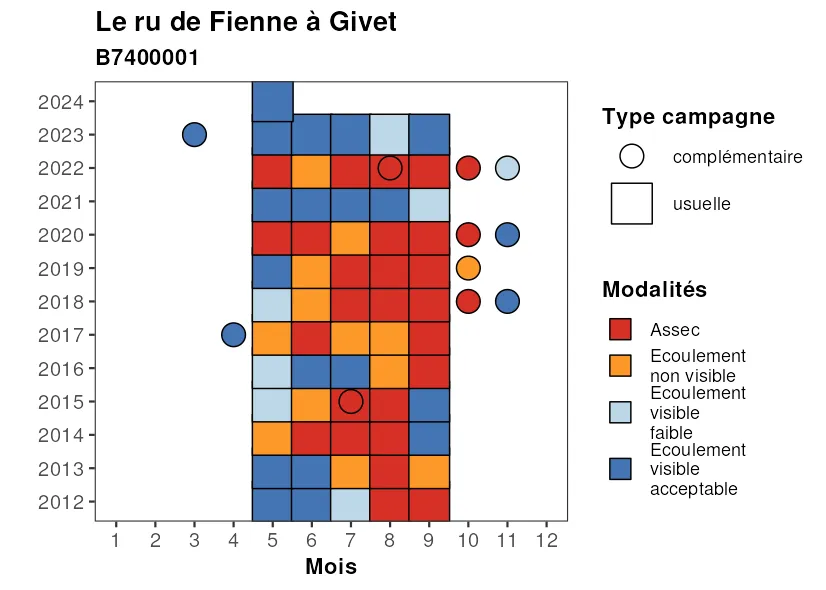 Le ru de Fienne à Givet
B7400001
2024
2023
2022
2021
2020
2019
2018
2017
2016
2015
2014
2013
2012
1 2 3 4 5 6 7 8 9 10 11 12
Mois
Type campagne
complémentaire
usuelle
Modalités
Assec
Ecoulement
non visible
Ecoulement
visible
faible
Ecoulement
visible
acceptable